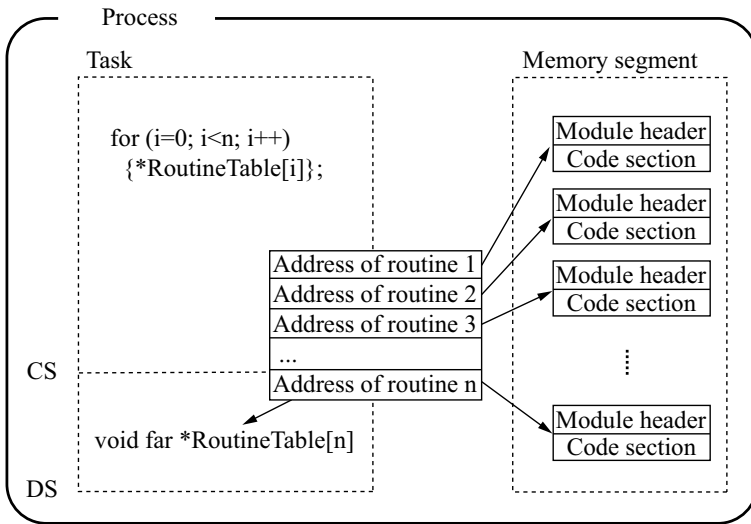 Process
Task
for (i=0; i<n; i++)
{*RoutineTable[i]};
Address of routine 1
Address of routine 2
Address of routine 3
...
Address of routine n
CS
void far *RoutineTable[n]
DS
Memory segment
Module header
Code section
Module header
Code section
Module header
Code section
Module header
Code section